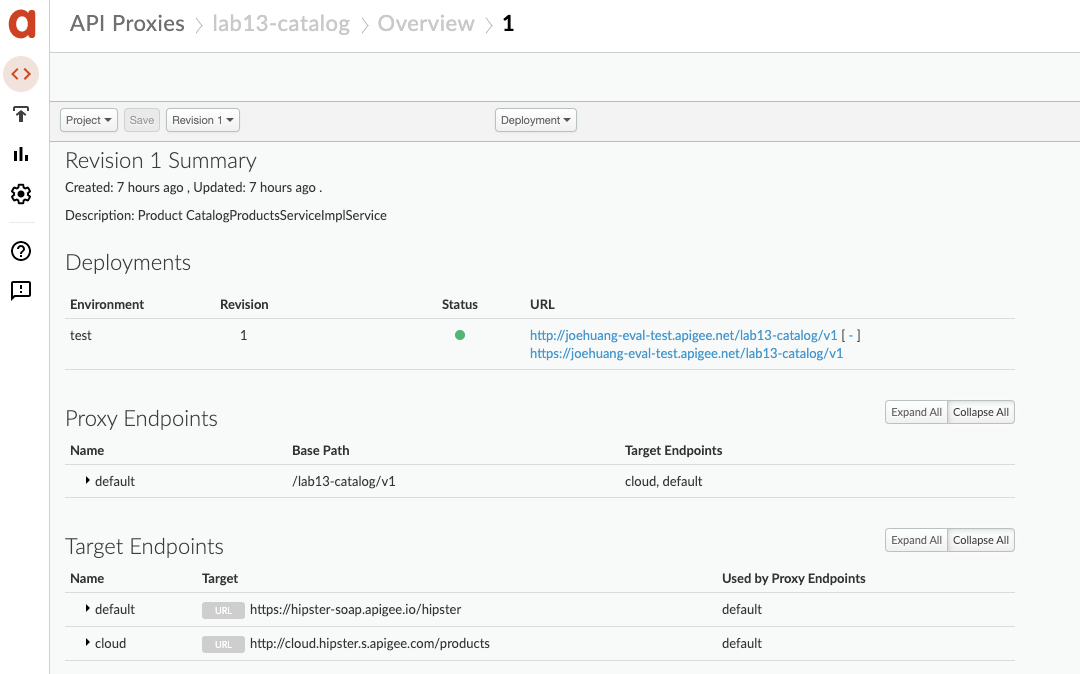 API Proxies > lab13-catalog > Overview > 1
Project Save Revision 1 Deployment
Revision 1 Summary
Created: 7 hours ago , Updated: 7 hours ago .
Description: Product CatalogProductsServiceImplService
Deployments
Environment Revision Status URL
test 1 http://joehuang-eval-test.apigee.net/lab13-catalog/v1 [ - ]
https://joehuang-eval-test.apigee.net/lab13-catalog/v1
Proxy Endpoints Expand All Collapse All
Name Base Path Target Endpoints
default /lab13-catalog/v1 cloud, default
Target Endpoints Expand All Collapse All
Name Target Used by Proxy Endpoints
default URL https://hipster-soap.apigee.io/hipster default
cloud URL http://cloud.hipster.s.apigee.com/products default